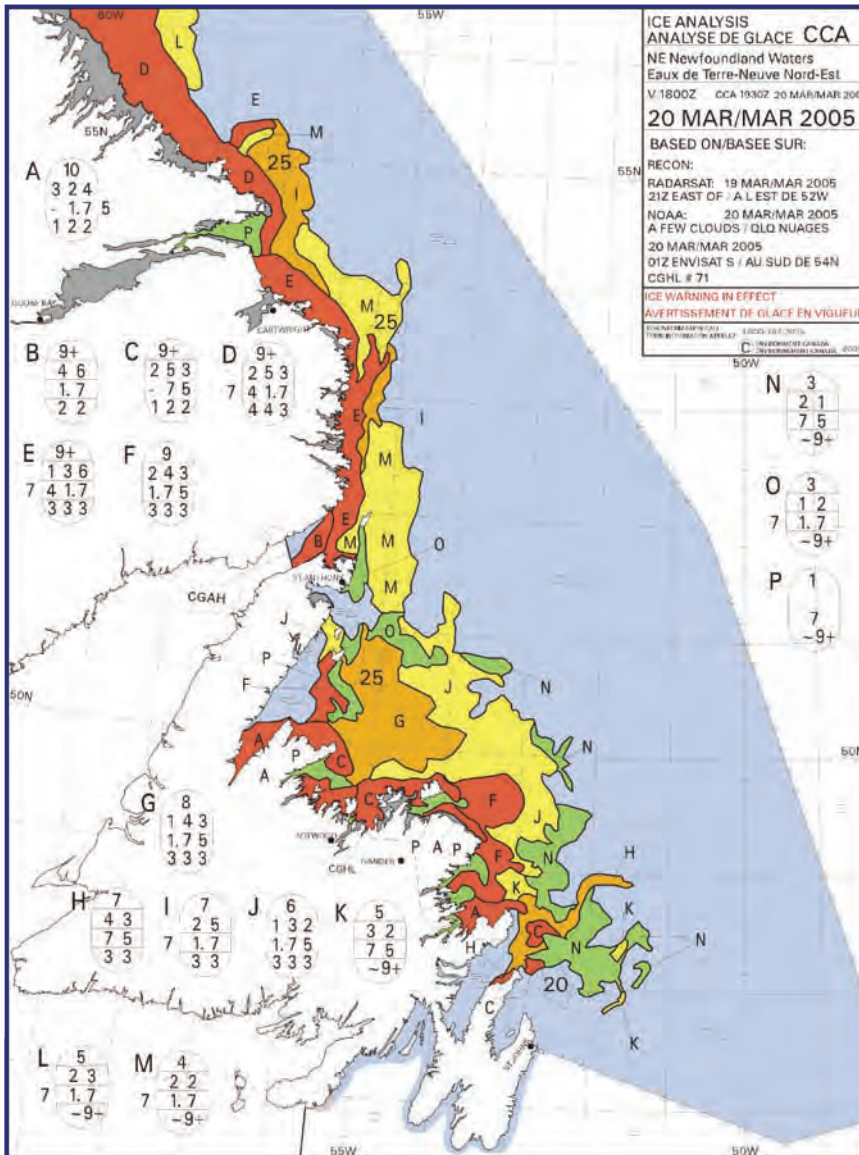 60W
55W
ICE ANALYSIS
ANALYSE DE GLACE CCA
NE Newfoundland Waters
Eaux de Terre-Neuve Nord-Est
V 1800Z CCA 1930Z 20 MAR/MAR 200
20 MAR/MAR 2005
BASED ON/BASEE SUR:
RECON:
RADARSAT: 19 MAR/MAR 2005
21Z EAST OF / A L EST DE 52W
NOAA: 20 MAR/MAR 2005
A FEW CLOUDS / QLQ NUAGES
20 MAR/MAR 2005
01Z ENVISAT S / AU SUD DE 54N
CGHL # 71
ICE WARNING IN EFFECT
AVERTISSEMENT DE GLACE EN VIGUEUR
L
D
E
M
55N
55N
25
D
I
A
10
3 2 4
- 1.7 5
1 2 2
P
E
M
25
GOOSE BAY
CARTWRIGHT
50W
B
9+
4 6
1.7
2 2
C
9+
2 5 3
- 7 5
1 2 2
D
9+
2 5 3
7 4 1.7
4 4 3
E
I
N
3
2 1
7 5
~9+
E
9+
1 3 6
7 4 1.7
3 3 3
F
9
2 4 3
1.7 5
3 3 3
M
E
M
M
B
M
O
O
3
1 2
7 1.7
~9+
ST.ANTHONY
CGAH
P
1
7
~9+
J
O
P
25
J
N
F
50N
G
N
A
P
C
A
50N
C
F
G
8
1 4 3
1.7 5
3 3 3
J
P A P
F
N
GANDER
CGHL
H
K
K
H
7
4 3
7 5
3 3
I
7
2 5
7 1.7
3 3
J
6
1 3 2
1.7 5
3 3 3
K
5
3 2
7 5
~9+
A
C
N
N
H
20
C
K
L
5
2 3
7 1.7
~9+
M
4
2 2
7 1.7
~9+
ST.JOHN'S
55W
50W